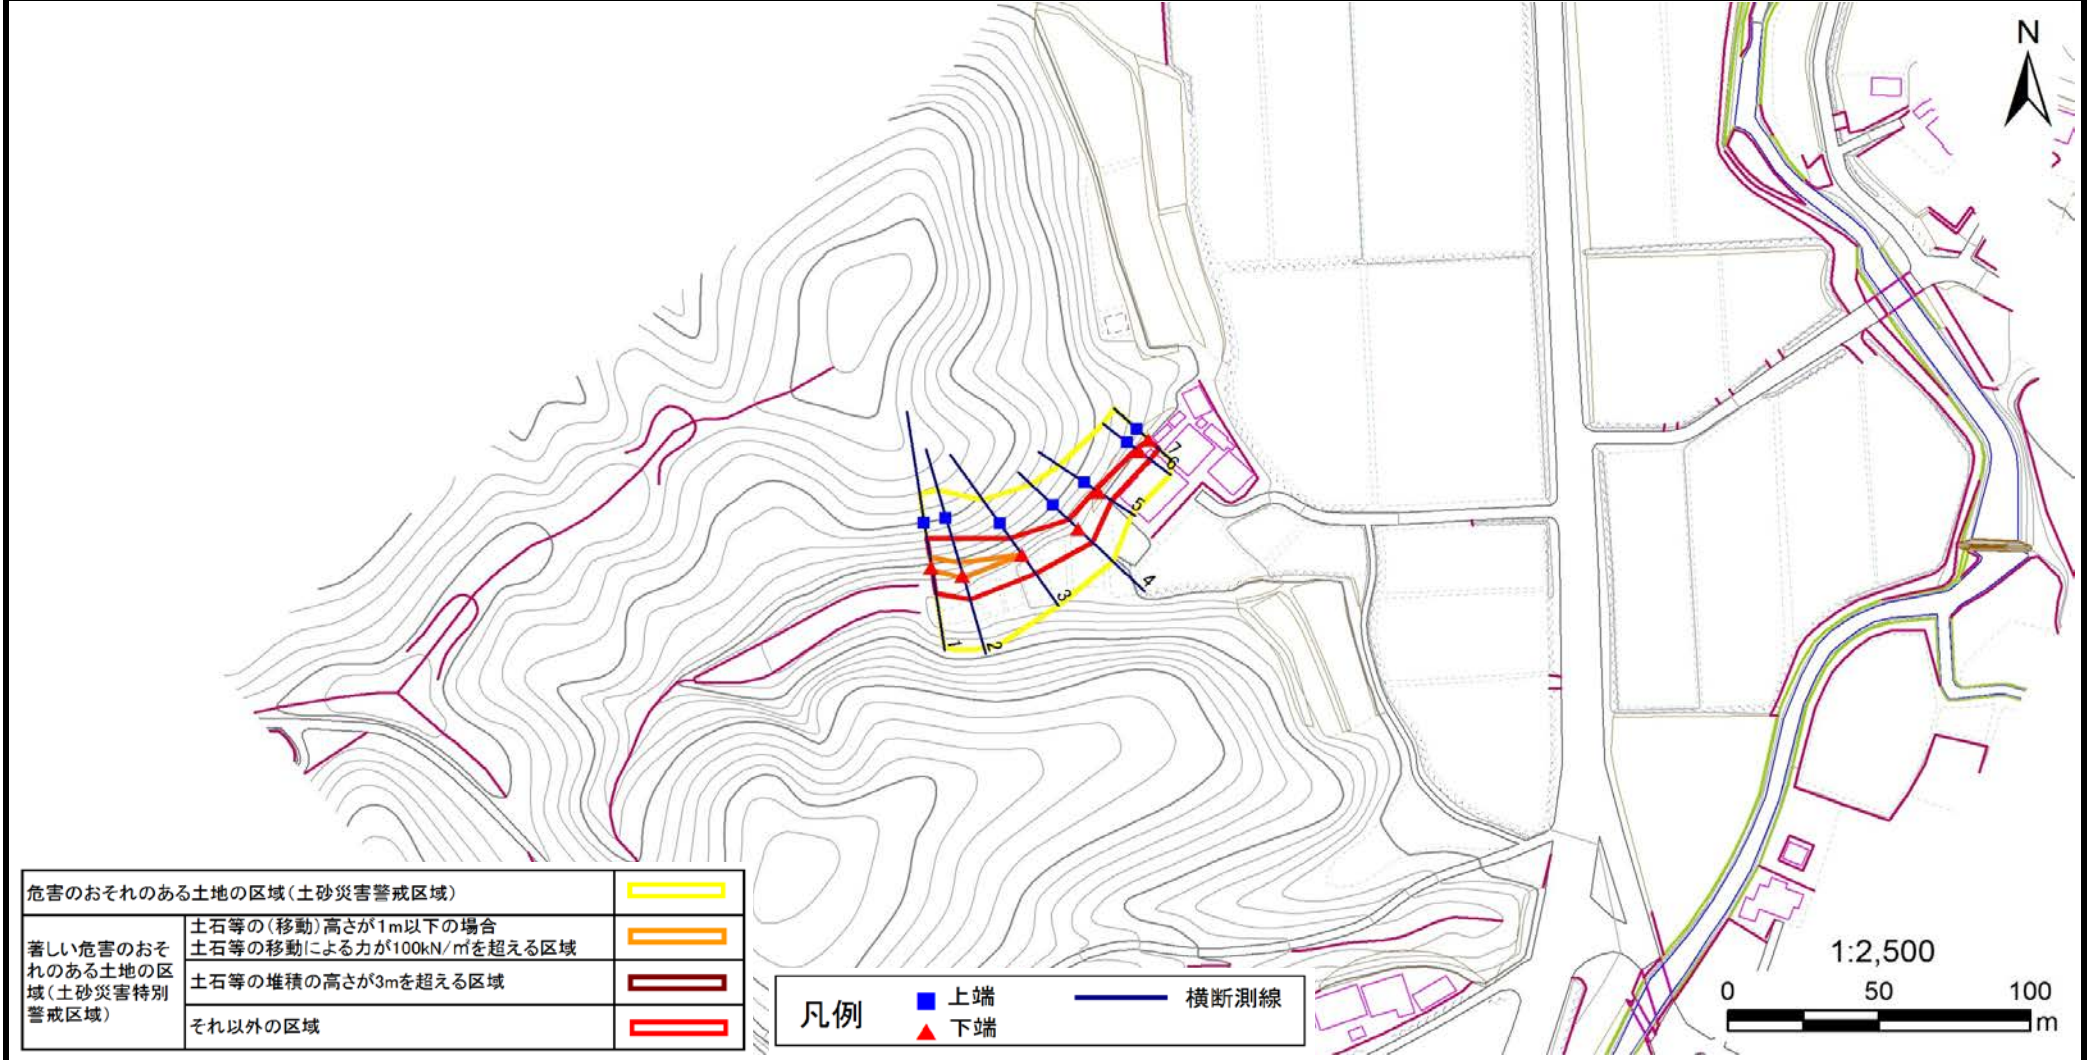 N
7
6
5
4
3
2
1
危害のおそれのある土地の区域(土砂災害警戒区域)
著しい危害のおそ
れのある土地の区
域(土砂災害特別
警戒区域)
土石等の(移動)高さが1m以下の場合
土石等の移動による力が100kN/㎡を超える区域
土石等の堆積の高さが3mを超える区域
それ以外の区域
凡例
上端
下端
横断測線
1:2,500
0 50 100
m